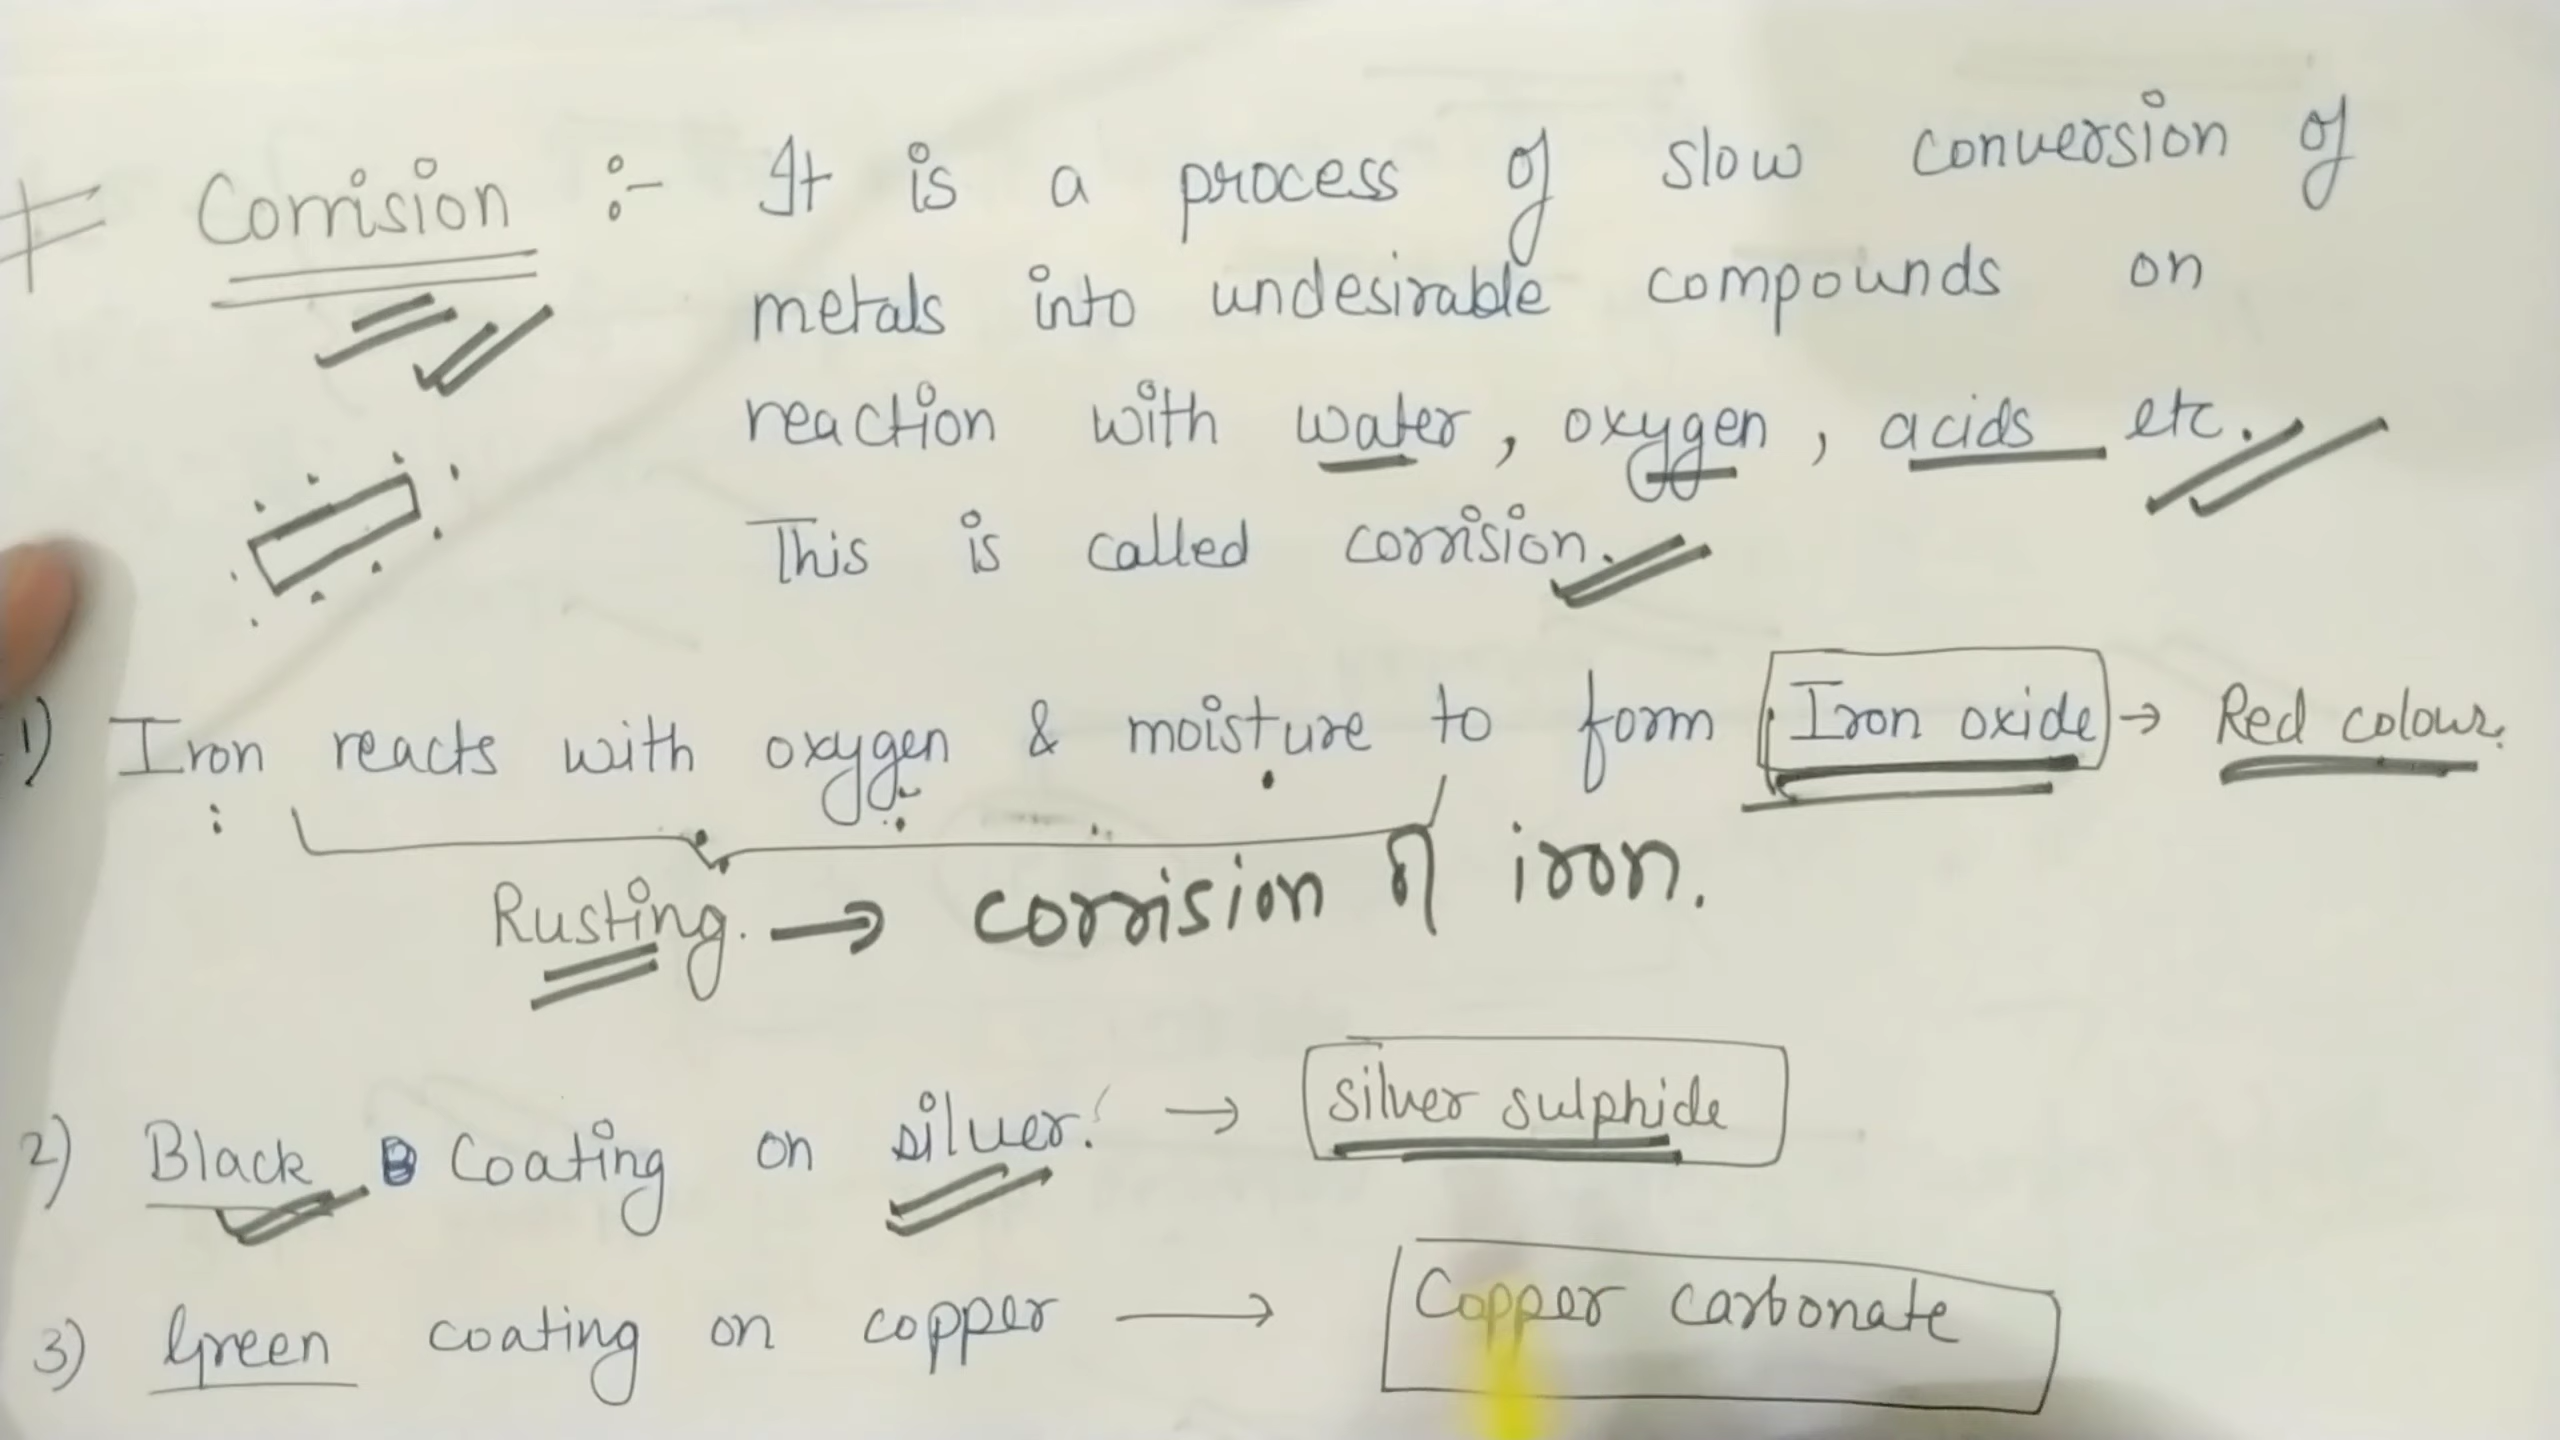 # Corrision :- It is a process of slow conversion of
metals into undesirable compounds on
reaction with water, oxygen, acids etc.
This is called corrision.
1) Iron reacts with oxygen & moisture to form Iron oxide → Red colour.
Rusting. → corrision of iron.
2) Black B Coating on silver. → silver sulphide
3) Green coating on copper → Copper carbonate